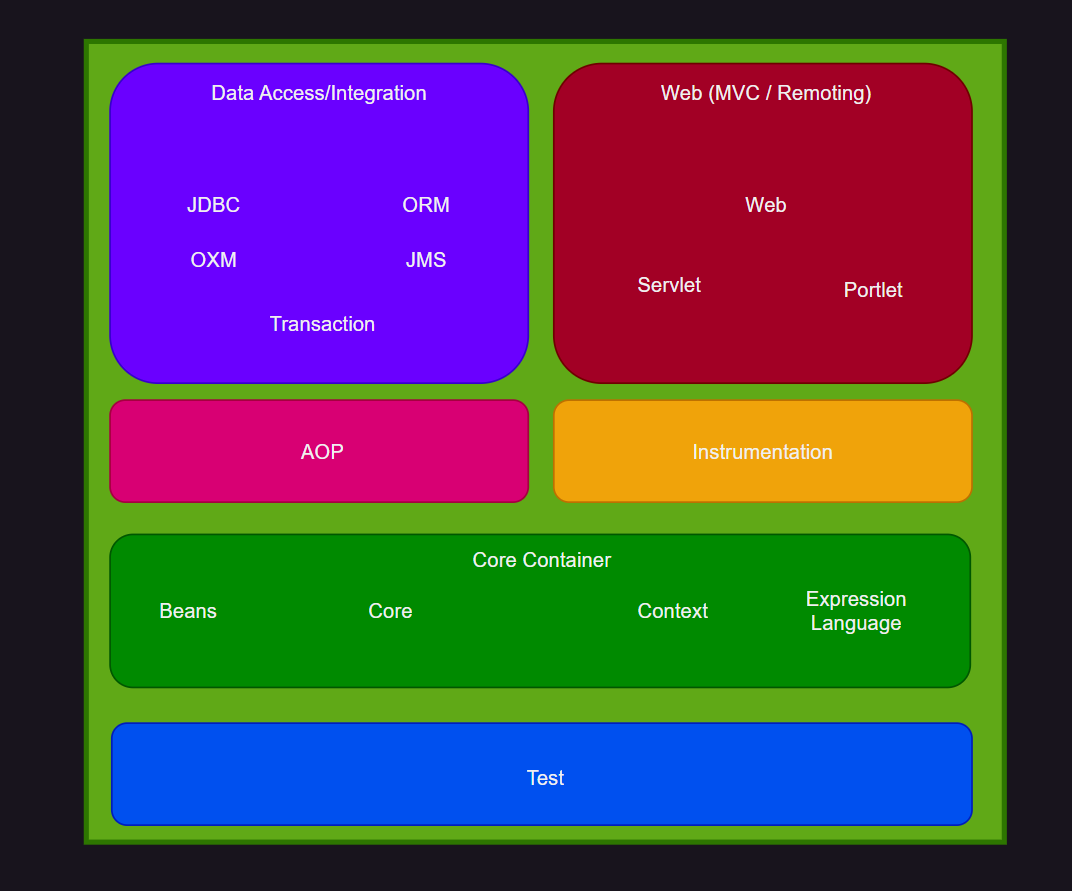 Data Access/Integration
JDBC
ORM
OXM
JMS
Transaction
Web (MVC / Remoting)
Web
Servlet
Portlet
AOP
Instrumentation
Core Container
Beans
Core
Context
Expression
Language
Test